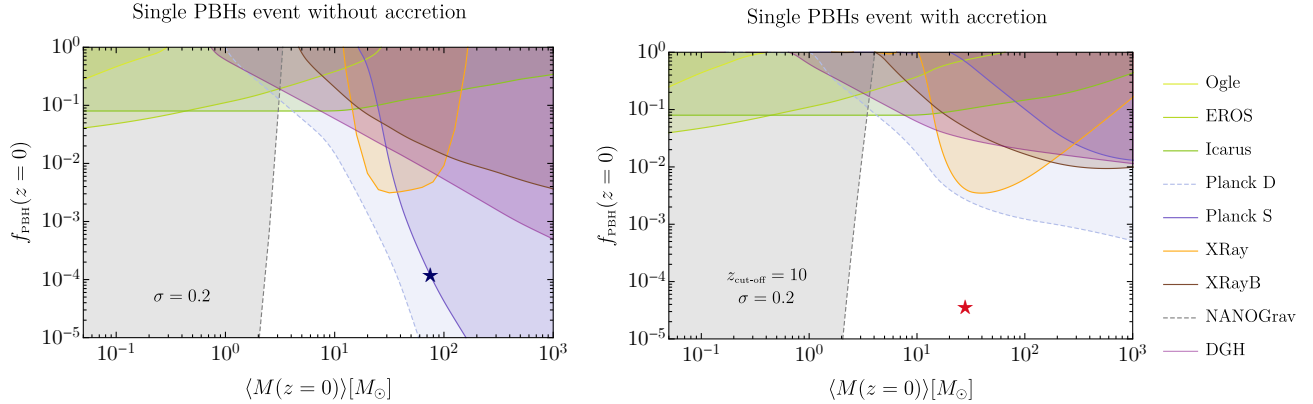 Single PBHs event without accretion
f_PBH(z = 0)
10^0
10^−1
10^−2
10^−3
10^−4
10^−5
σ = 0.2
10^−1
10^0
10^1
10^2
10^3
⟨M(z = 0)⟩[M_⊙]
Single PBHs event with accretion
f_PBH(z = 0)
10^0
10^−1
10^−2
10^−3
10^−4
10^−5
z_cut-off = 10
σ = 0.2
10^−1
10^0
10^1
10^2
10^3
⟨M(z = 0)⟩[M_⊙]
Ogle
EROS
Icarus
Planck D
Planck S
XRay
XRayB
NANOGrav
DGH